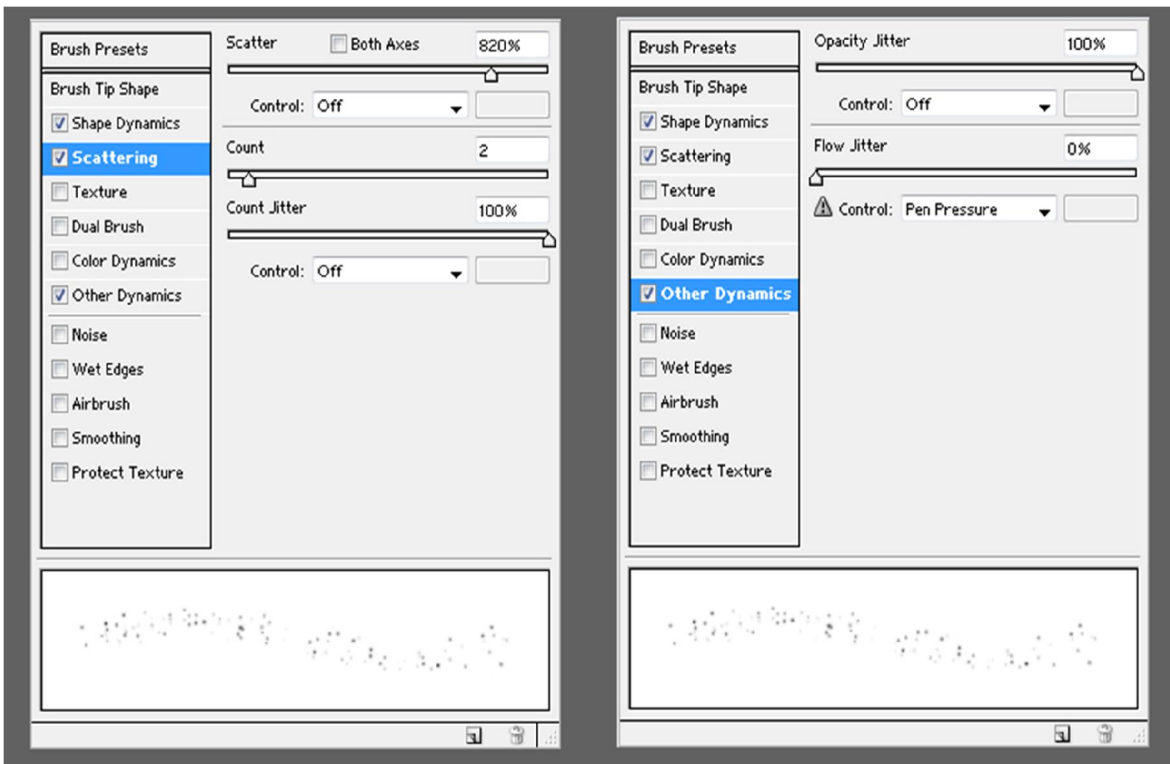 Brush Presets
Brush Tip Shape
Shape Dynamics
Scattering
Texture
Dual Brush
Color Dynamics
Other Dynamics
Noise
Wet Edges
Airbrush
Smoothing
Protect Texture
Scatter Both Axes 820%
Control: Off
Count 2
Count Jitter 100%
Control: Off
Brush Presets
Brush Tip Shape
Shape Dynamics
Scattering
Texture
Dual Brush
Color Dynamics
Other Dynamics
Noise
Wet Edges
Airbrush
Smoothing
Protect Texture
Opacity Jitter 100%
Control: Off
Flow Jitter 0%
Control: Pen Pressure